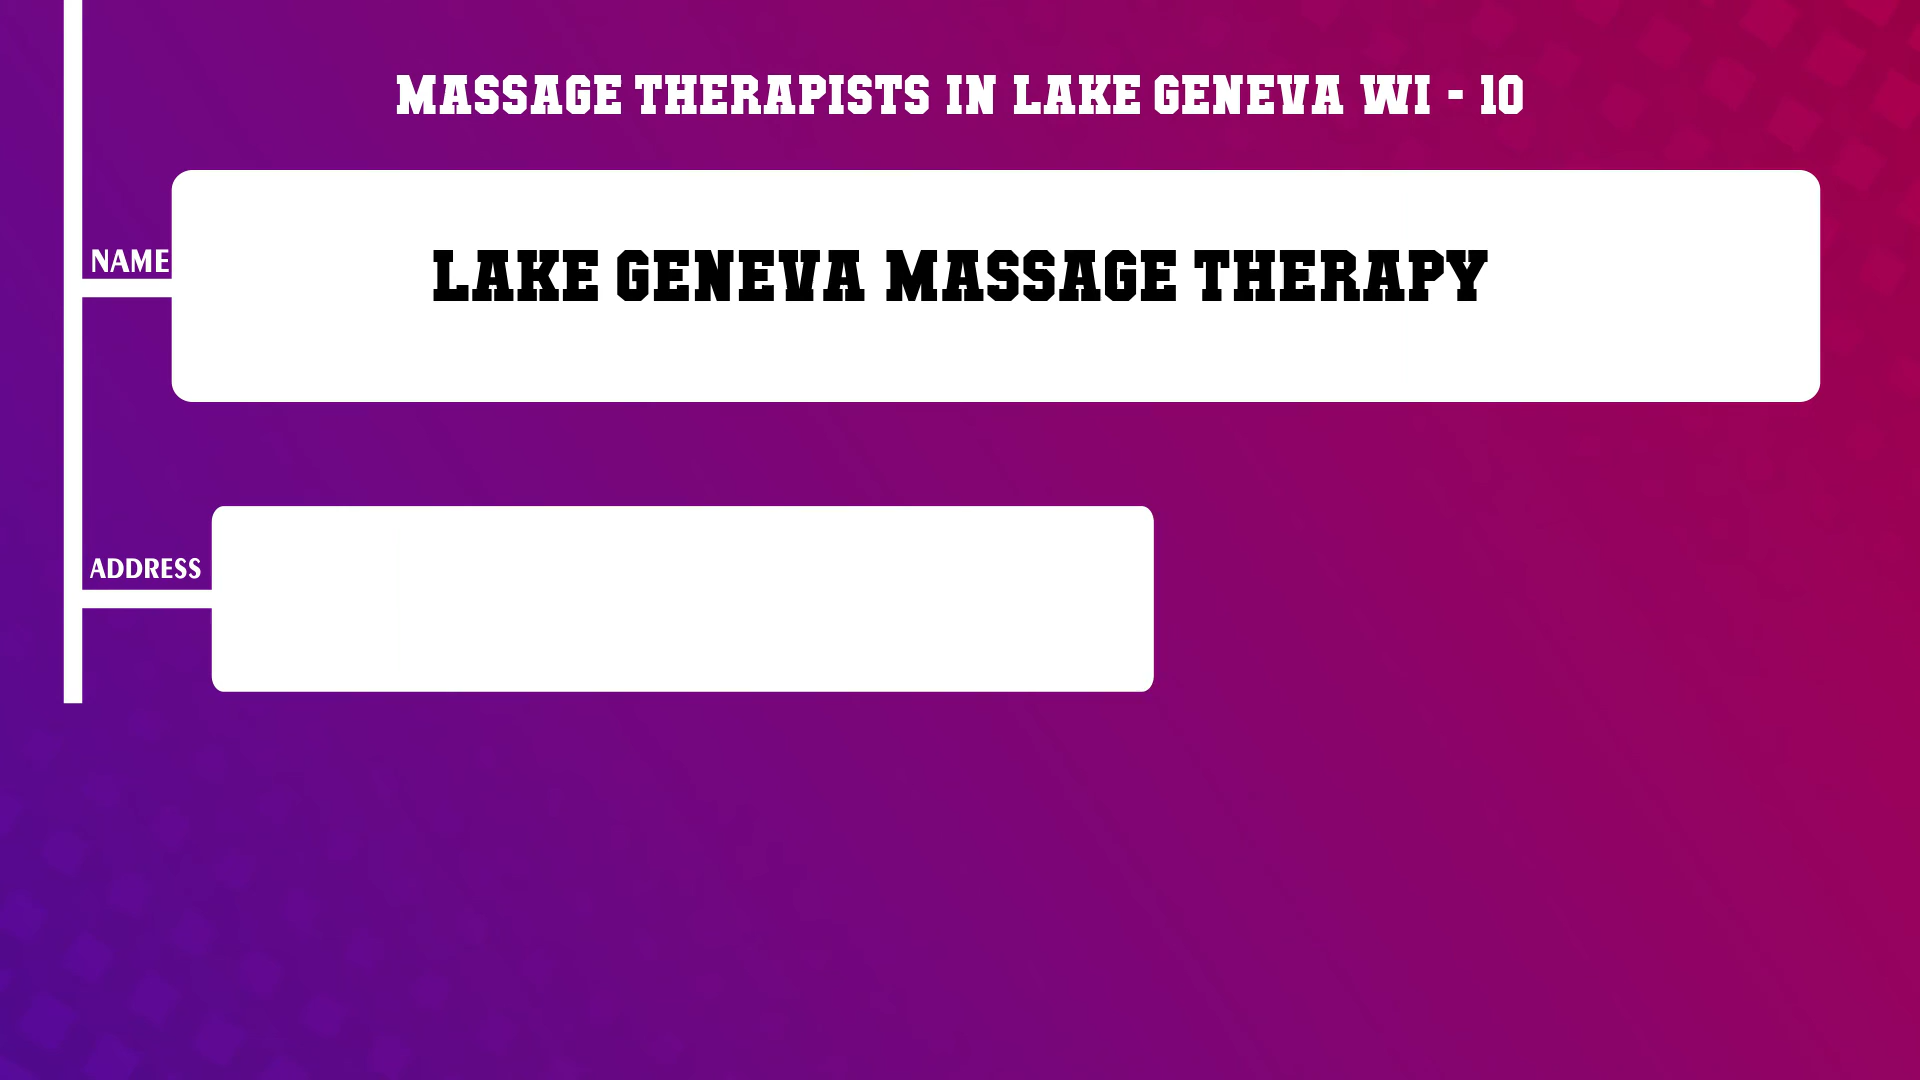 MASSAGE THERAPISTS IN LAKE GENEVA WI - 10
NAME
LAKE GENEVA MASSAGE THERAPY
ADDRESS